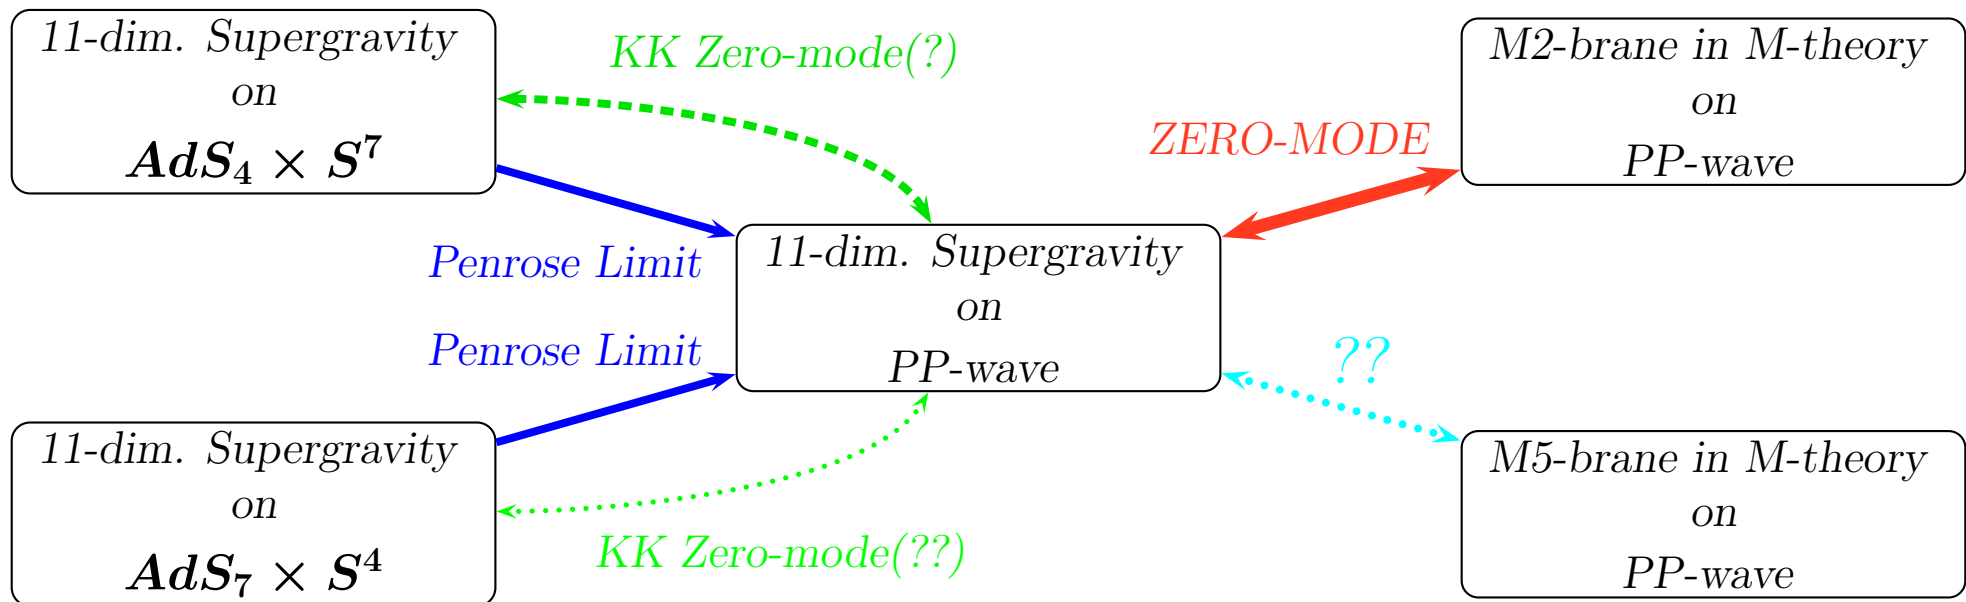 11-dim. Supergravity
on
AdS₄ × S⁷
KK Zero-mode(?)
M2-brane in M-theory
on
PP-wave
ZERO-MODE
Penrose Limit
11-dim. Supergravity
on
PP-wave
Penrose Limit
??
11-dim. Supergravity
on
AdS₇ × S⁴
KK Zero-mode(??)
M5-brane in M-theory
on
PP-wave